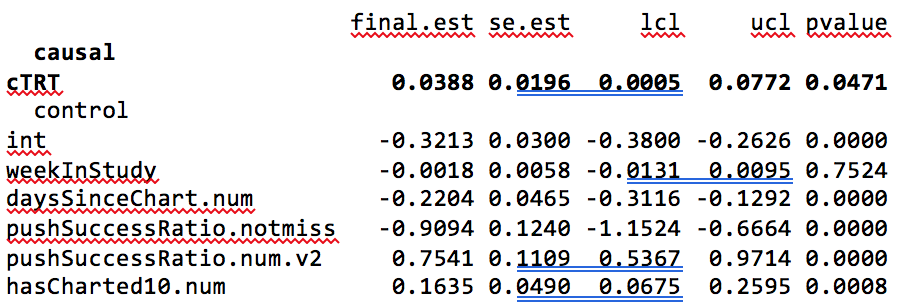 final.est se.est lcl ucl pvalue
causal
cTRT 0.0388 0.0196 0.0005 0.0772 0.0471
control
int -0.3213 0.0300 -0.3800 -0.2626 0.0000
weekInStudy -0.0018 0.0058 -0.0131 0.0095 0.7524
daysSinceChart.num -0.2204 0.0465 -0.3116 -0.1292 0.0000
pushSuccessRatio.notmiss -0.9094 0.1240 -1.1524 -0.6664 0.0000
pushSuccessRatio.num.v2 0.7541 0.1109 0.5367 0.9714 0.0000
hasCharted10.num 0.1635 0.0490 0.0675 0.2595 0.0008